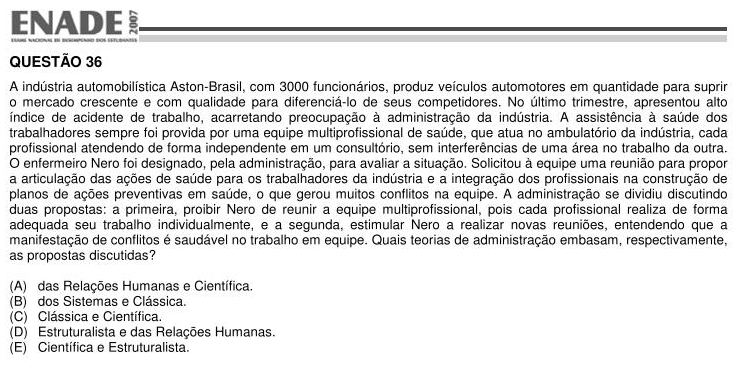 ENADE 2007
EXAME NACIONAL DE DESEMPENHO DOS ESTUDANTES
QUESTÃO 36
A indústria automobilística Aston-Brasil, com 3000 funcionários, produz veículos automotores em quantidade para suprir
o mercado crescente e com qualidade para diferenciá-lo de seus competidores. No último trimestre, apresentou alto
índice de acidente de trabalho, acarretando preocupação à administração da indústria. A assistência à saúde dos
trabalhadores sempre foi provida por uma equipe multiprofissional de saúde, que atua no ambulatório da indústria, cada
profissional atendendo de forma independente em um consultório, sem interferências de uma área no trabalho da outra.
O enfermeiro Nero foi designado, pela administração, para avaliar a situação. Solicitou à equipe uma reunião para propor
a articulação das ações de saúde para os trabalhadores da indústria e a integração dos profissionais na construção de
planos de ações preventivas em saúde, o que gerou muitos conflitos na equipe. A administração se dividiu discutindo
duas propostas: a primeira, proibir Nero de reunir a equipe multiprofissional, pois cada profissional realiza de forma
adequada seu trabalho individualmente, e a segunda, estimular Nero a realizar novas reuniões, entendendo que a
manifestação de conflitos é saudável no trabalho em equipe. Quais teorias de administração embasam, respectivamente,
as propostas discutidas?
(A) das Relações Humanas e Científica.
(B) dos Sistemas e Clássica.
(C) Clássica e Científica.
(D) Estruturalista e das Relações Humanas.
(E) Científica e Estruturalista.